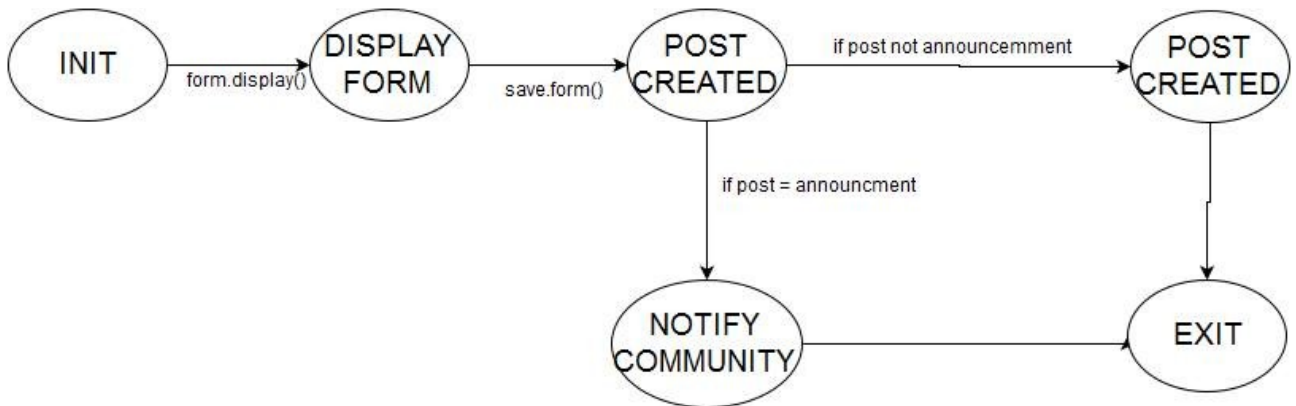 INIT
form.display()
DISPLAY
FORM
save.form()
POST
CREATED
if post not announcemment
POST
CREATED
if post = announcment
NOTIFY
COMMUNITY
EXIT